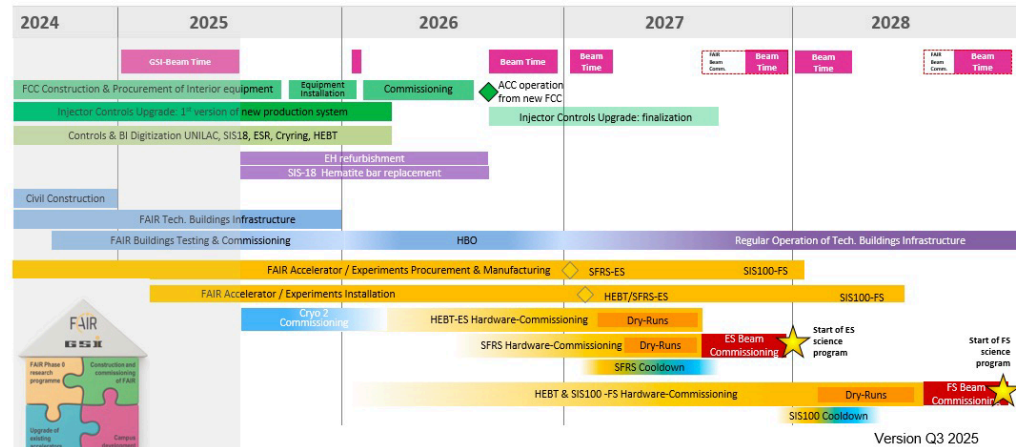 2024 2025 2026 2027 2028
GSI-Beam Time
Beam Time
Beam
Time
FAIR
Beam
Comm.
Beam
Time
Beam
Time
FAIR
Beam
Comm.
Beam
Time
FCC Construction & Procurement of Interior equipment
Equipment
Installation
Commissioning
ACC operation
from new FCC
Injector Controls Upgrade: 1st version of new production system
Injector Controls Upgrade: finalization
Controls & BI Digitization UNILAC, SIS18, ESR, Cryring, HEBT
EH refurbishment
SIS-18 Hematite bar replacement
Civil Construction
FAIR Tech. Buildings Infrastructure
FAIR Buildings Testing & Commissioning
HBO
Regular Operation of Tech. Buildings Infrastructure
FAIR Accelerator / Experiments Procurement & Manufacturing
SFRS-ES
SIS100-FS
FAIR Accelerator / Experiments Installation
HEBT/SFRS-ES
SIS100-FS
Cryo 2
Commissioning
HEBT-ES Hardware-Commissioning
Dry-Runs
SFRS Hardware-Commissioning
Dry-Runs
ES Beam
Commissioning
Start of ES
science
program
SFRS Cooldown
Start of FS
science
program
HEBT & SIS100 -FS Hardware-Commissioning
Dry-Runs
FS Beam
Commissioning
SIS100 Cooldown
FAIR
GSI
FAIR Phase 0
research
programme
Construction and
commissioning
of FAIR
Upgrade of
existing
Campus
development
Version Q3 2025